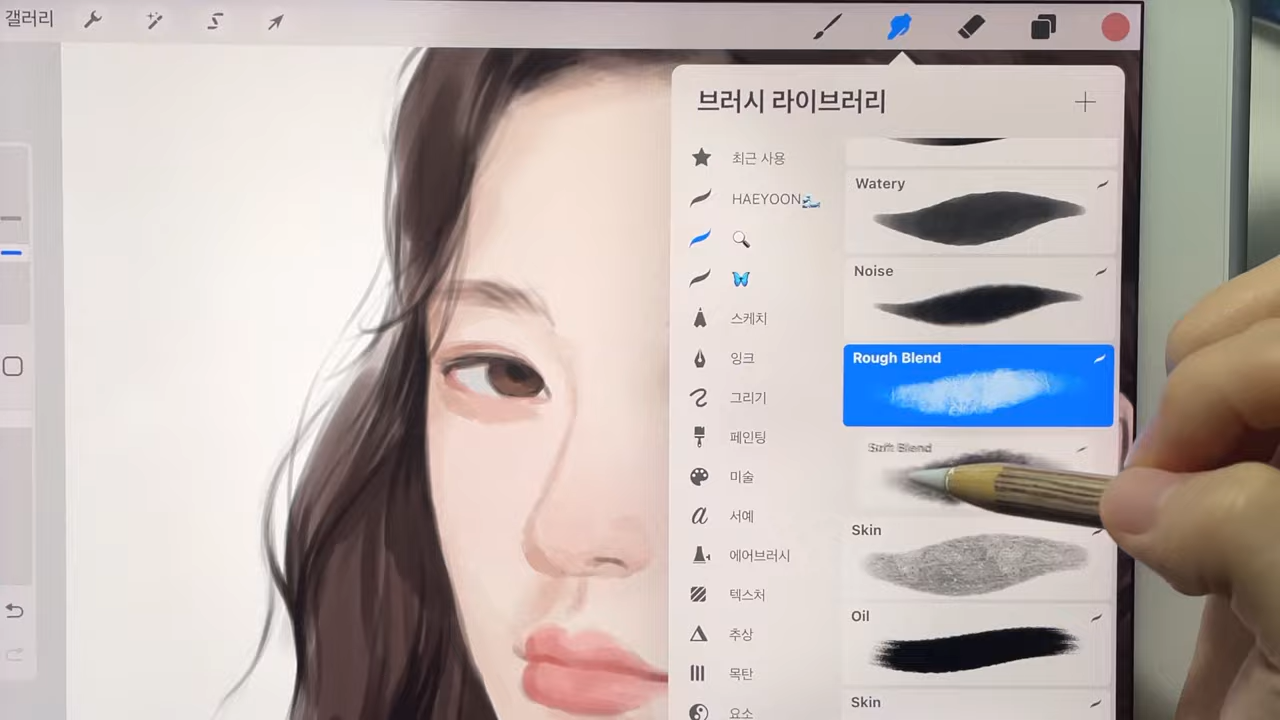 갤러리
브러시 라이브러리
최근 사용
HAEYOON
스케치
잉크
그리기
페인팅
미술
서예
에어브러시
텍스처
추상
목탄
요소
Watery
Noise
Rough Blend
Soft Blend
Skin
Oil
Skin